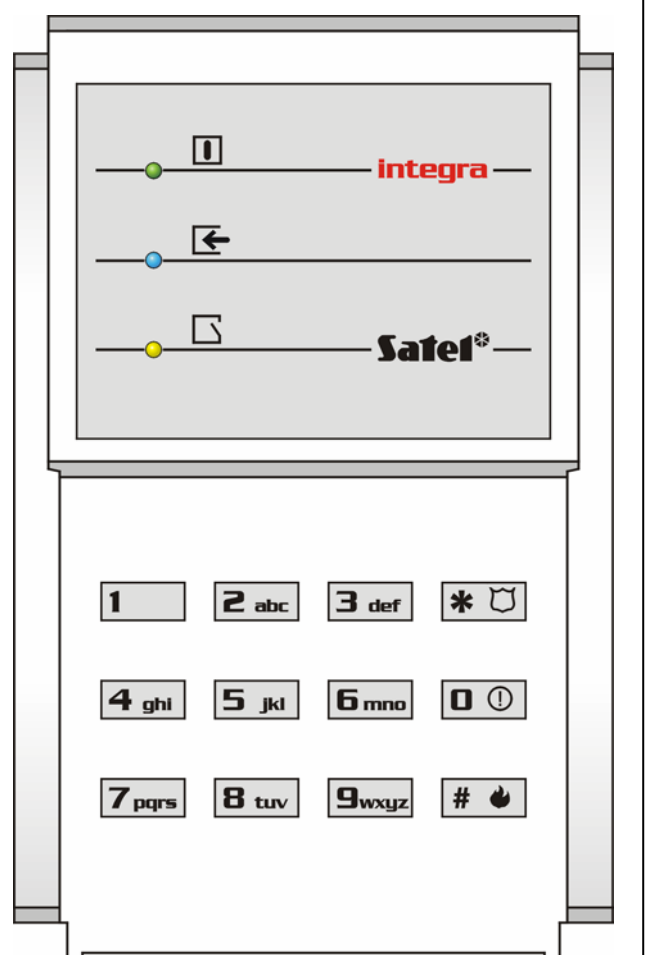 integra
Satel
1
2 abc
3 def
*
4 ghi
5 jkl
6 mno
0
7 pqrs
8 tuv
9 wxyz
#